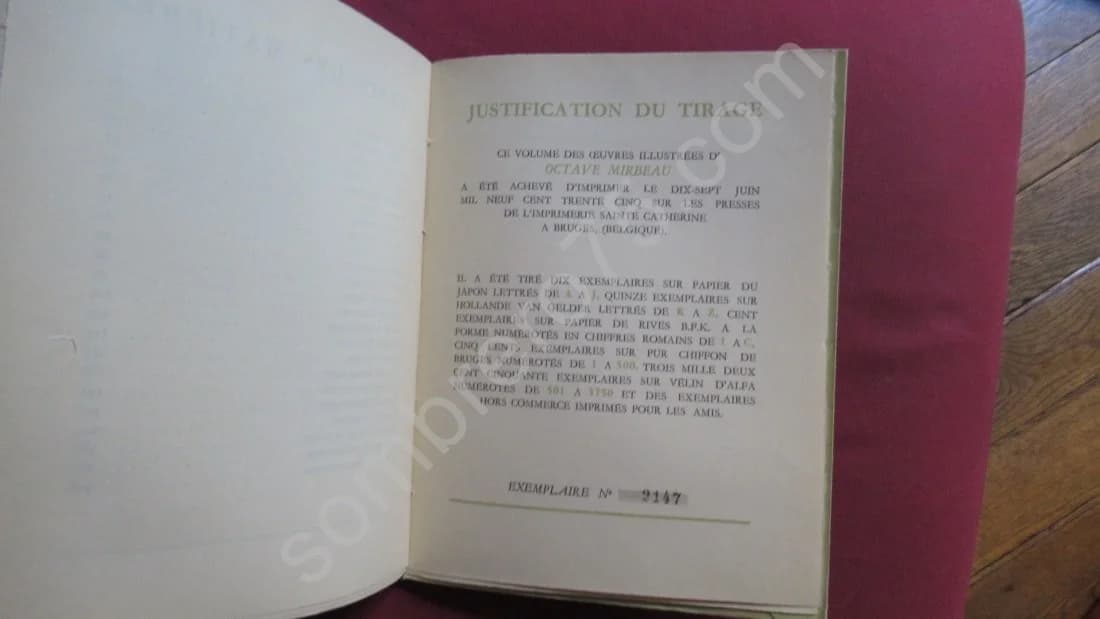 JUSTIFICATION DU TIRAGE
CE VOLUME DES ŒUVRES ILLUSTRÉES D'
OCTAVE MIRBEAU
A ÉTÉ ACHEVÉ D'IMPRIMER LE DIX-SEPT JUIN
MIL NEUF CENT TRENTE CINQ SUR LES PRESSES
DE L'IMPRIMERIE SAINTE CATHERINE
A BRUGES, (BELGIQUE).
IL A ÉTÉ TIRÉ DIX EXEMPLAIRES SUR PAPIER DU
JAPON LETTRÉS DE A A J, QUINZE EXEMPLAIRES SUR
HOLLANDE VAN GELDER LETTRÉS DE K A Z, CENT
EXEMPLAIRES SUR PAPIER DE RIVES B.F.K. A LA
FORME NUMÉROTÉS EN CHIFFRES ROMAINS DE I A C,
CINQ CENTS EXEMPLAIRES SUR PUR CHIFFON DE
BRUGES NUMÉROTÉS DE 1 A 500, TROIS MILLE DEUX
CENT CINQUANTE EXEMPLAIRES SUR VÉLIN D'ALFA
NUMÉROTÉS DE 501 A 3750 ET DES EXEMPLAIRES
HORS COMMERCE IMPRIMÉS POUR LES AMIS.
EXEMPLAIRE N° 2147